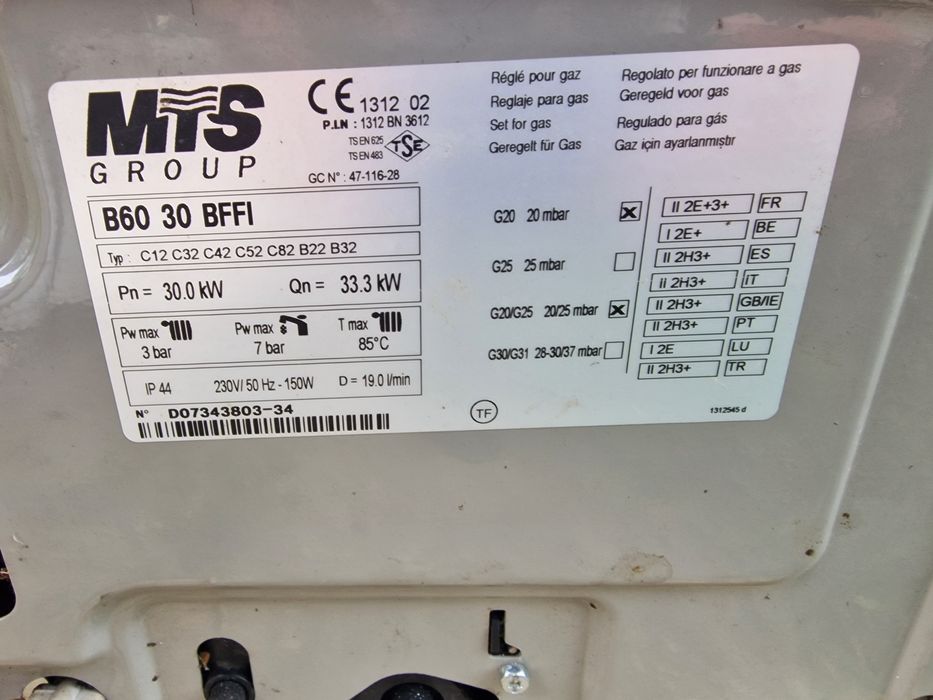 MTS
GROUP
CE 1312 02
P.I.N : 1312 BN 3612
TS EN 625
TS EN 483
TSE
GC N° : 47-116-28
B60 30 BFFI
Typ : C12 C32 C42 C52 C82 B22 B32
Pn = 30.0 kW Qn = 33.3 kW
Pw max 3 bar
Pw max 7 bar
T max 85°C
IP 44 230V/ 50 Hz - 150W D = 19.0 l/min
N° D07343803-34
Réglé pour gaz
Reglaje para gas
Set for gas
Geregelt für Gas
Regolato per funzionare a gas
Geregeld voor gas
Regulado para gás
Gaz için ayarlanmıştır
G20 20 mbar X
G25 25 mbar
G20/G25 20/25 mbar X
G30/G31 28-30/37 mbar
II 2E+3+ FR
I 2E+ BE
II 2H3+ ES
II 2H3+ IT
II 2H3+ GB/IE
II 2H3+ PT
I 2E LU
II 2H3+ TR
TF
1312545 d